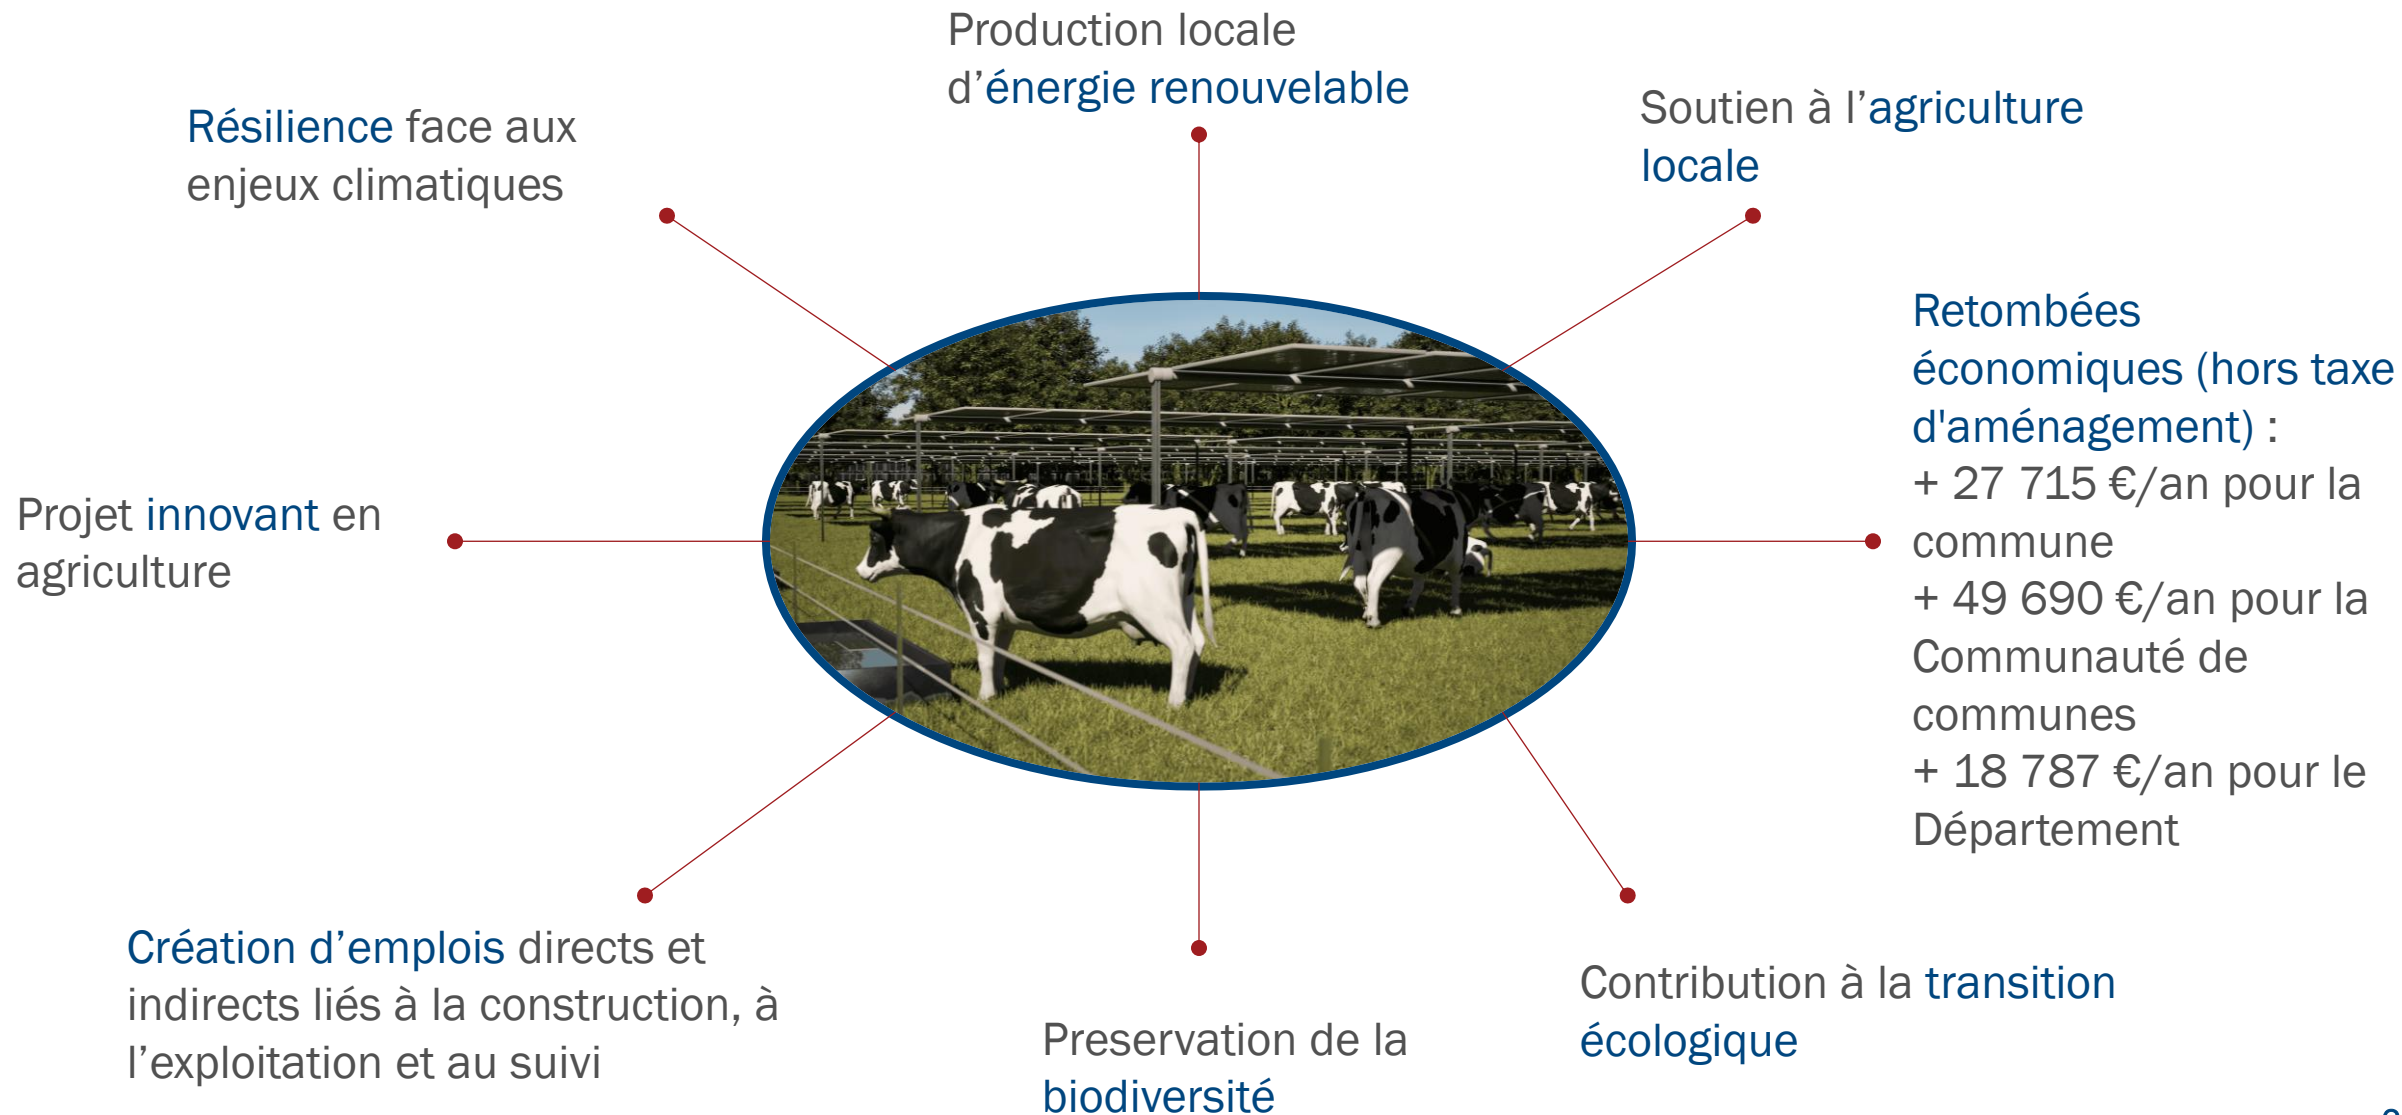 Production locale
d’énergie renouvelable
Résilience face aux
enjeux climatiques
Soutien à l’agriculture
locale
Retombées
économiques (hors taxe
d'aménagement) :
+ 27 715 €/an pour la
commune
+ 49 690 €/an pour la
Communauté de
communes
+ 18 787 €/an pour le
Département
Projet innovant en
agriculture
Création d’emplois directs et
indirects liés à la construction, à
l’exploitation et au suivi
Preservation de la
biodiversité
Contribution à la transition
écologique